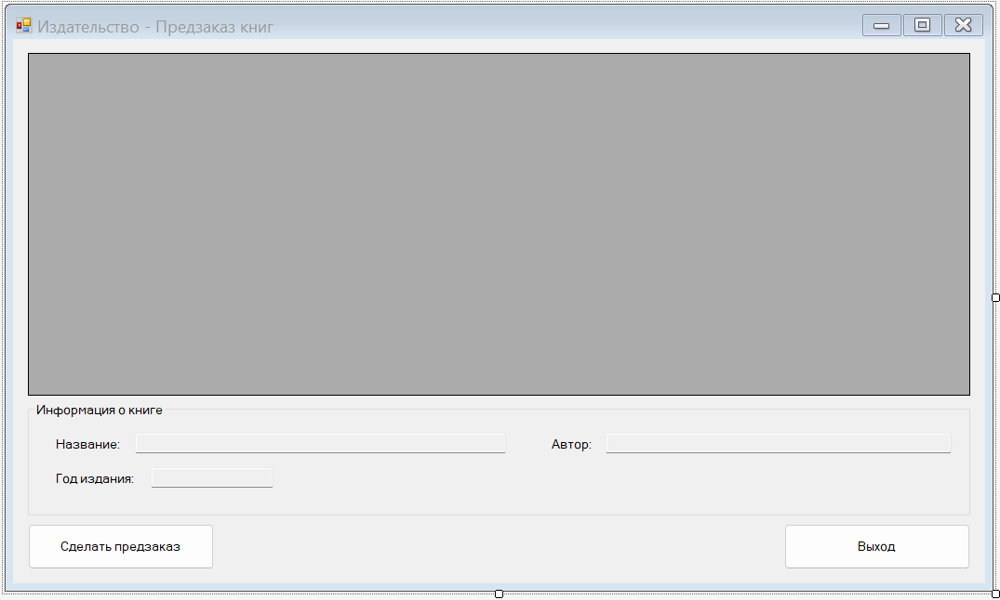 Издательство - Предзаказ книг
Информация о книге
Название:
Автор:
Год издания:
Сделать предзаказ
Выход